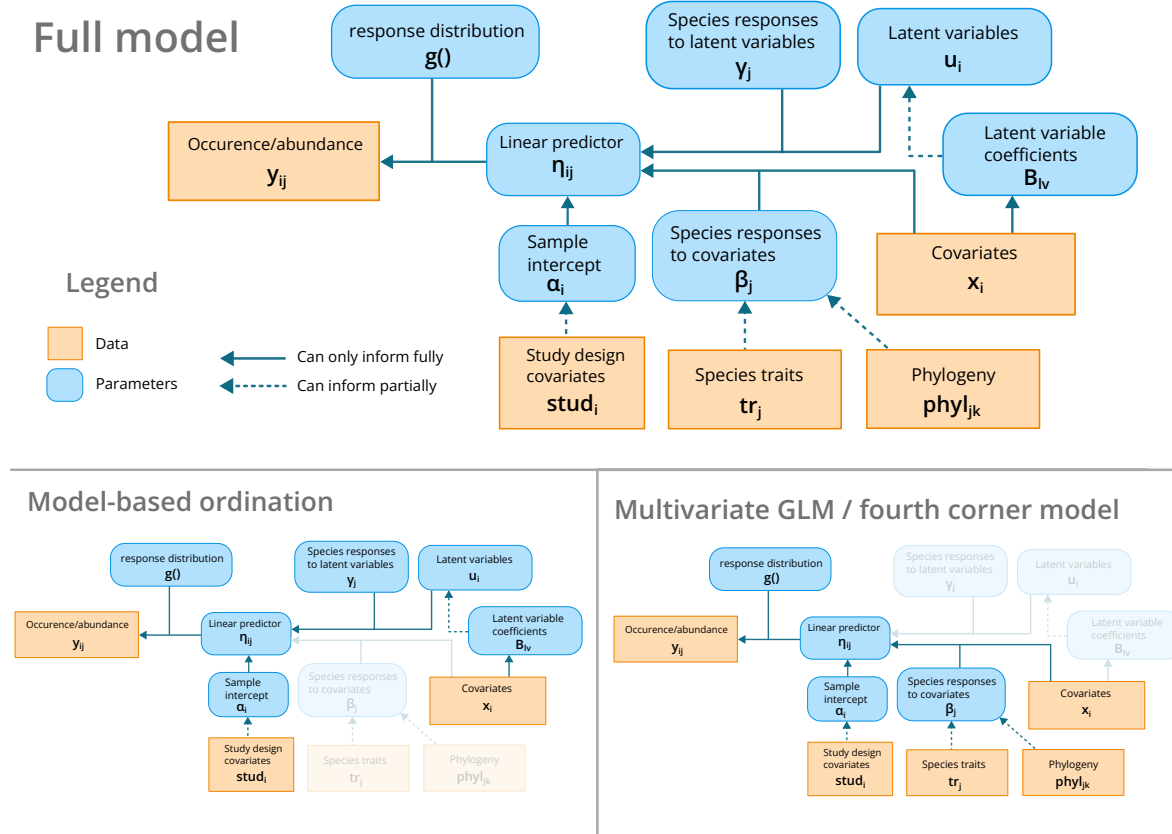 Full model
response distribution
g()
Species responses
to latent variables
γj
Latent variables
ui
Occurence/abundance
yij
Linear predictor
ηij
Latent variable
coefficients
Blv
Sample
intercept
αi
Species responses
to covariates
βj
Covariates
xi
Legend
Data
Parameters
Can only inform fully
Can inform partially
Study design
covariates
studi
Species traits
trj
Phylogeny
phyljk
Model-based ordination
response distribution
g()
Species responses
to latent variables
γj
Latent variables
ui
Occurence/abundance
yij
Linear predictor
ηij
Latent variable
coefficients
Blv
Sample
intercept
αi
Species responses
to covariates
βj
Covariates
xi
Study design
covariates
studi
Species traits
trj
Phylogeny
phyljk
Multivariate GLM / fourth corner model
response distribution
g()
Species responses
to latent variables
γj
Latent variables
ui
Occurence/abundance
yij
Linear predictor
ηij
Latent variable
coefficients
Blv
Sample
intercept
αi
Species responses
to covariates
βj
Covariates
xi
Study design
covariates
studi
Species traits
trj
Phylogeny
phyljk